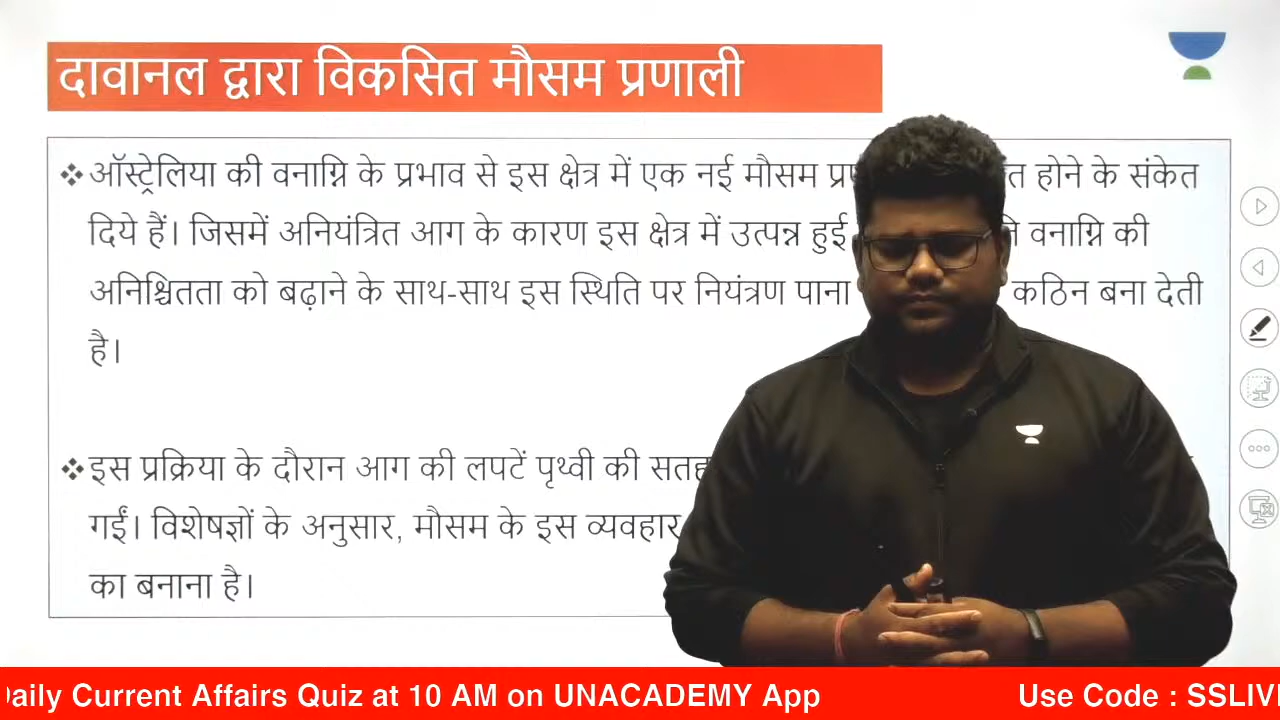 दावानल द्वारा विकसित मौसम प्रणाली
❖ ऑस्ट्रेलिया की वनाग्नि के प्रभाव से इस क्षेत्र में एक नई मौसम होने के संकेत
दिये हैं। जिसमें अनियंत्रित आग के कारण इस क्षेत्र में उत्पन्न हुई वनाग्नि की
अनिश्चितता को बढ़ाने के साथ-साथ इस स्थिति पर नियंत्रण पाना कठिन बना देती
है।
❖ इस प्रक्रिया के दौरान आग की लपटें पृथ्वी की
गईं। विशेषज्ञों के अनुसार, मौसम के इस व्यवहार
का बनाना है।
Daily Current Affairs Quiz at 10 AM on UNACADEMY App Use Code : SSLIVE